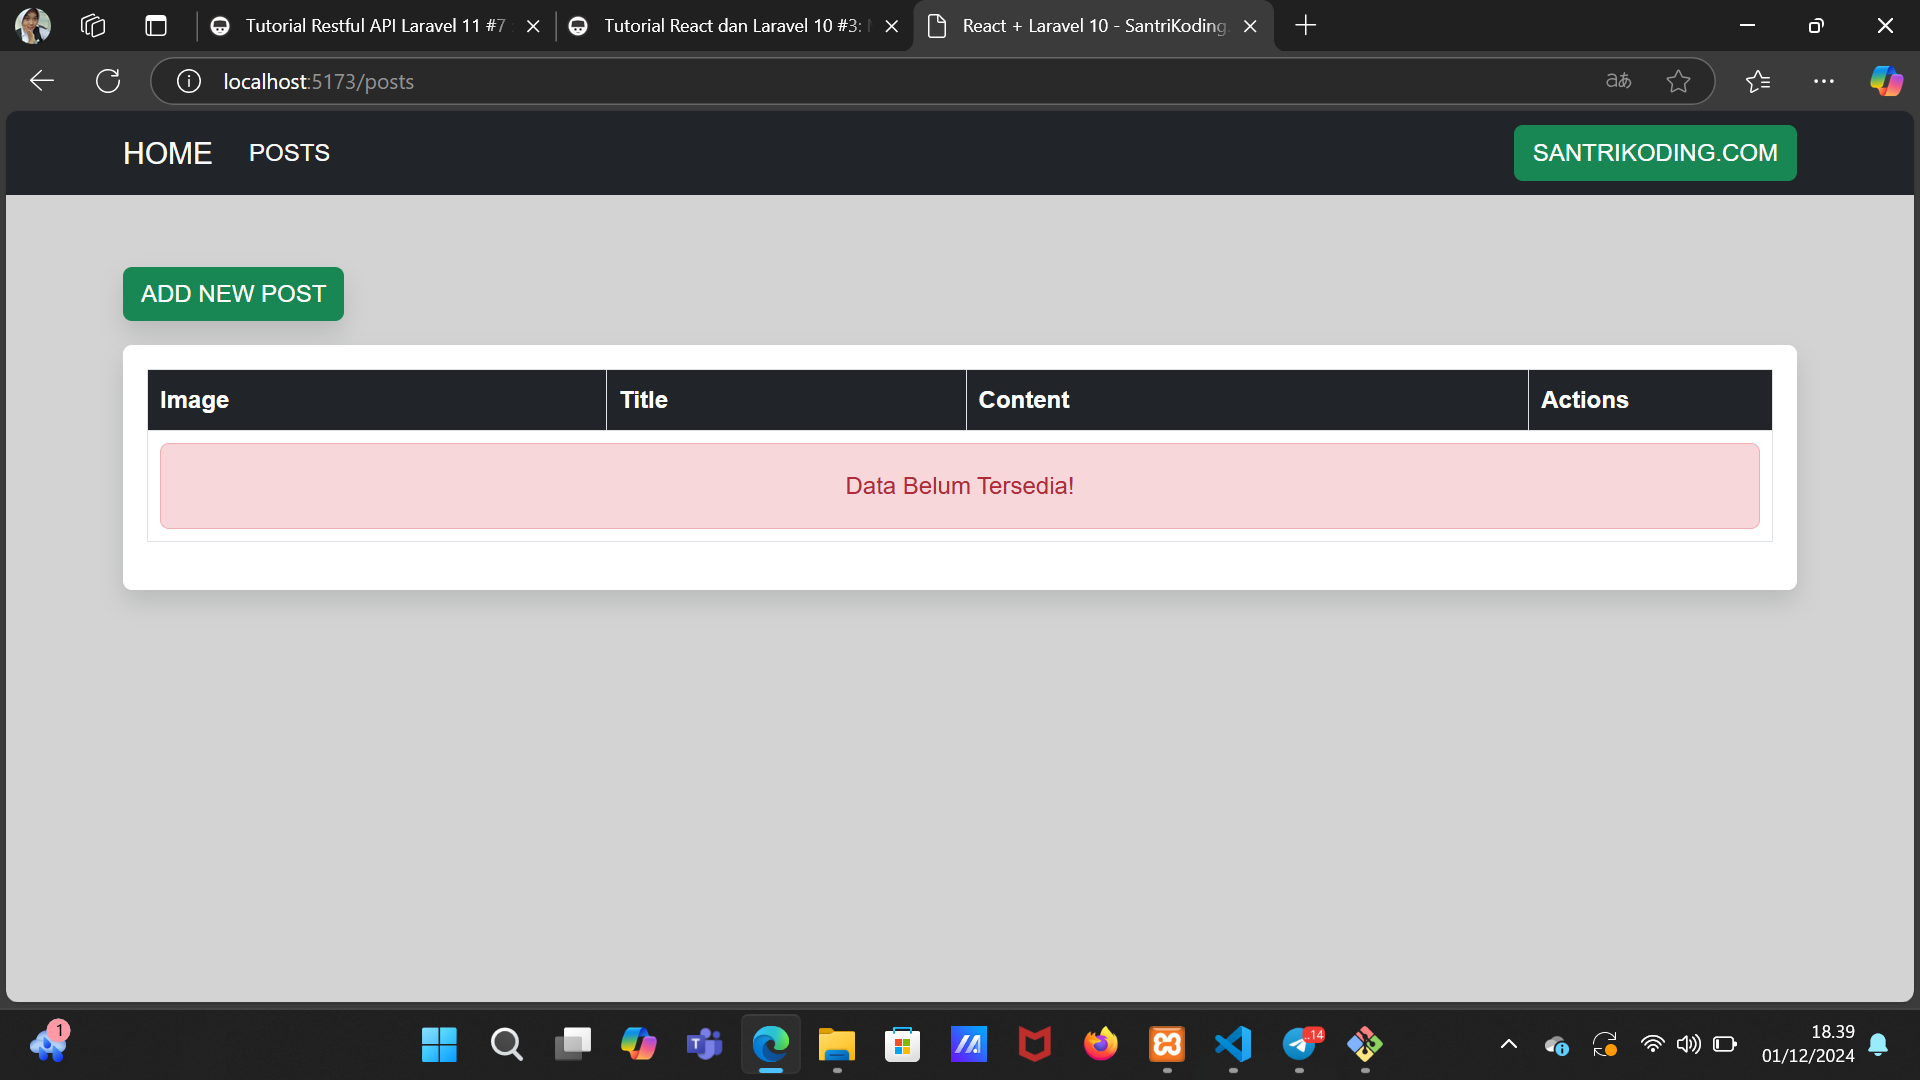 Tutorial Restful API Laravel 11 #7
Tutorial React dan Laravel 10 #3:
React + Laravel 10 - SantriKoding.
localhost:5173/posts
HOME
POSTS
SANTRIKODING.COM
ADD NEW POST
Image
Title
Content
Actions
Data Belum Tersedia!
1
14
18.39
01/12/2024